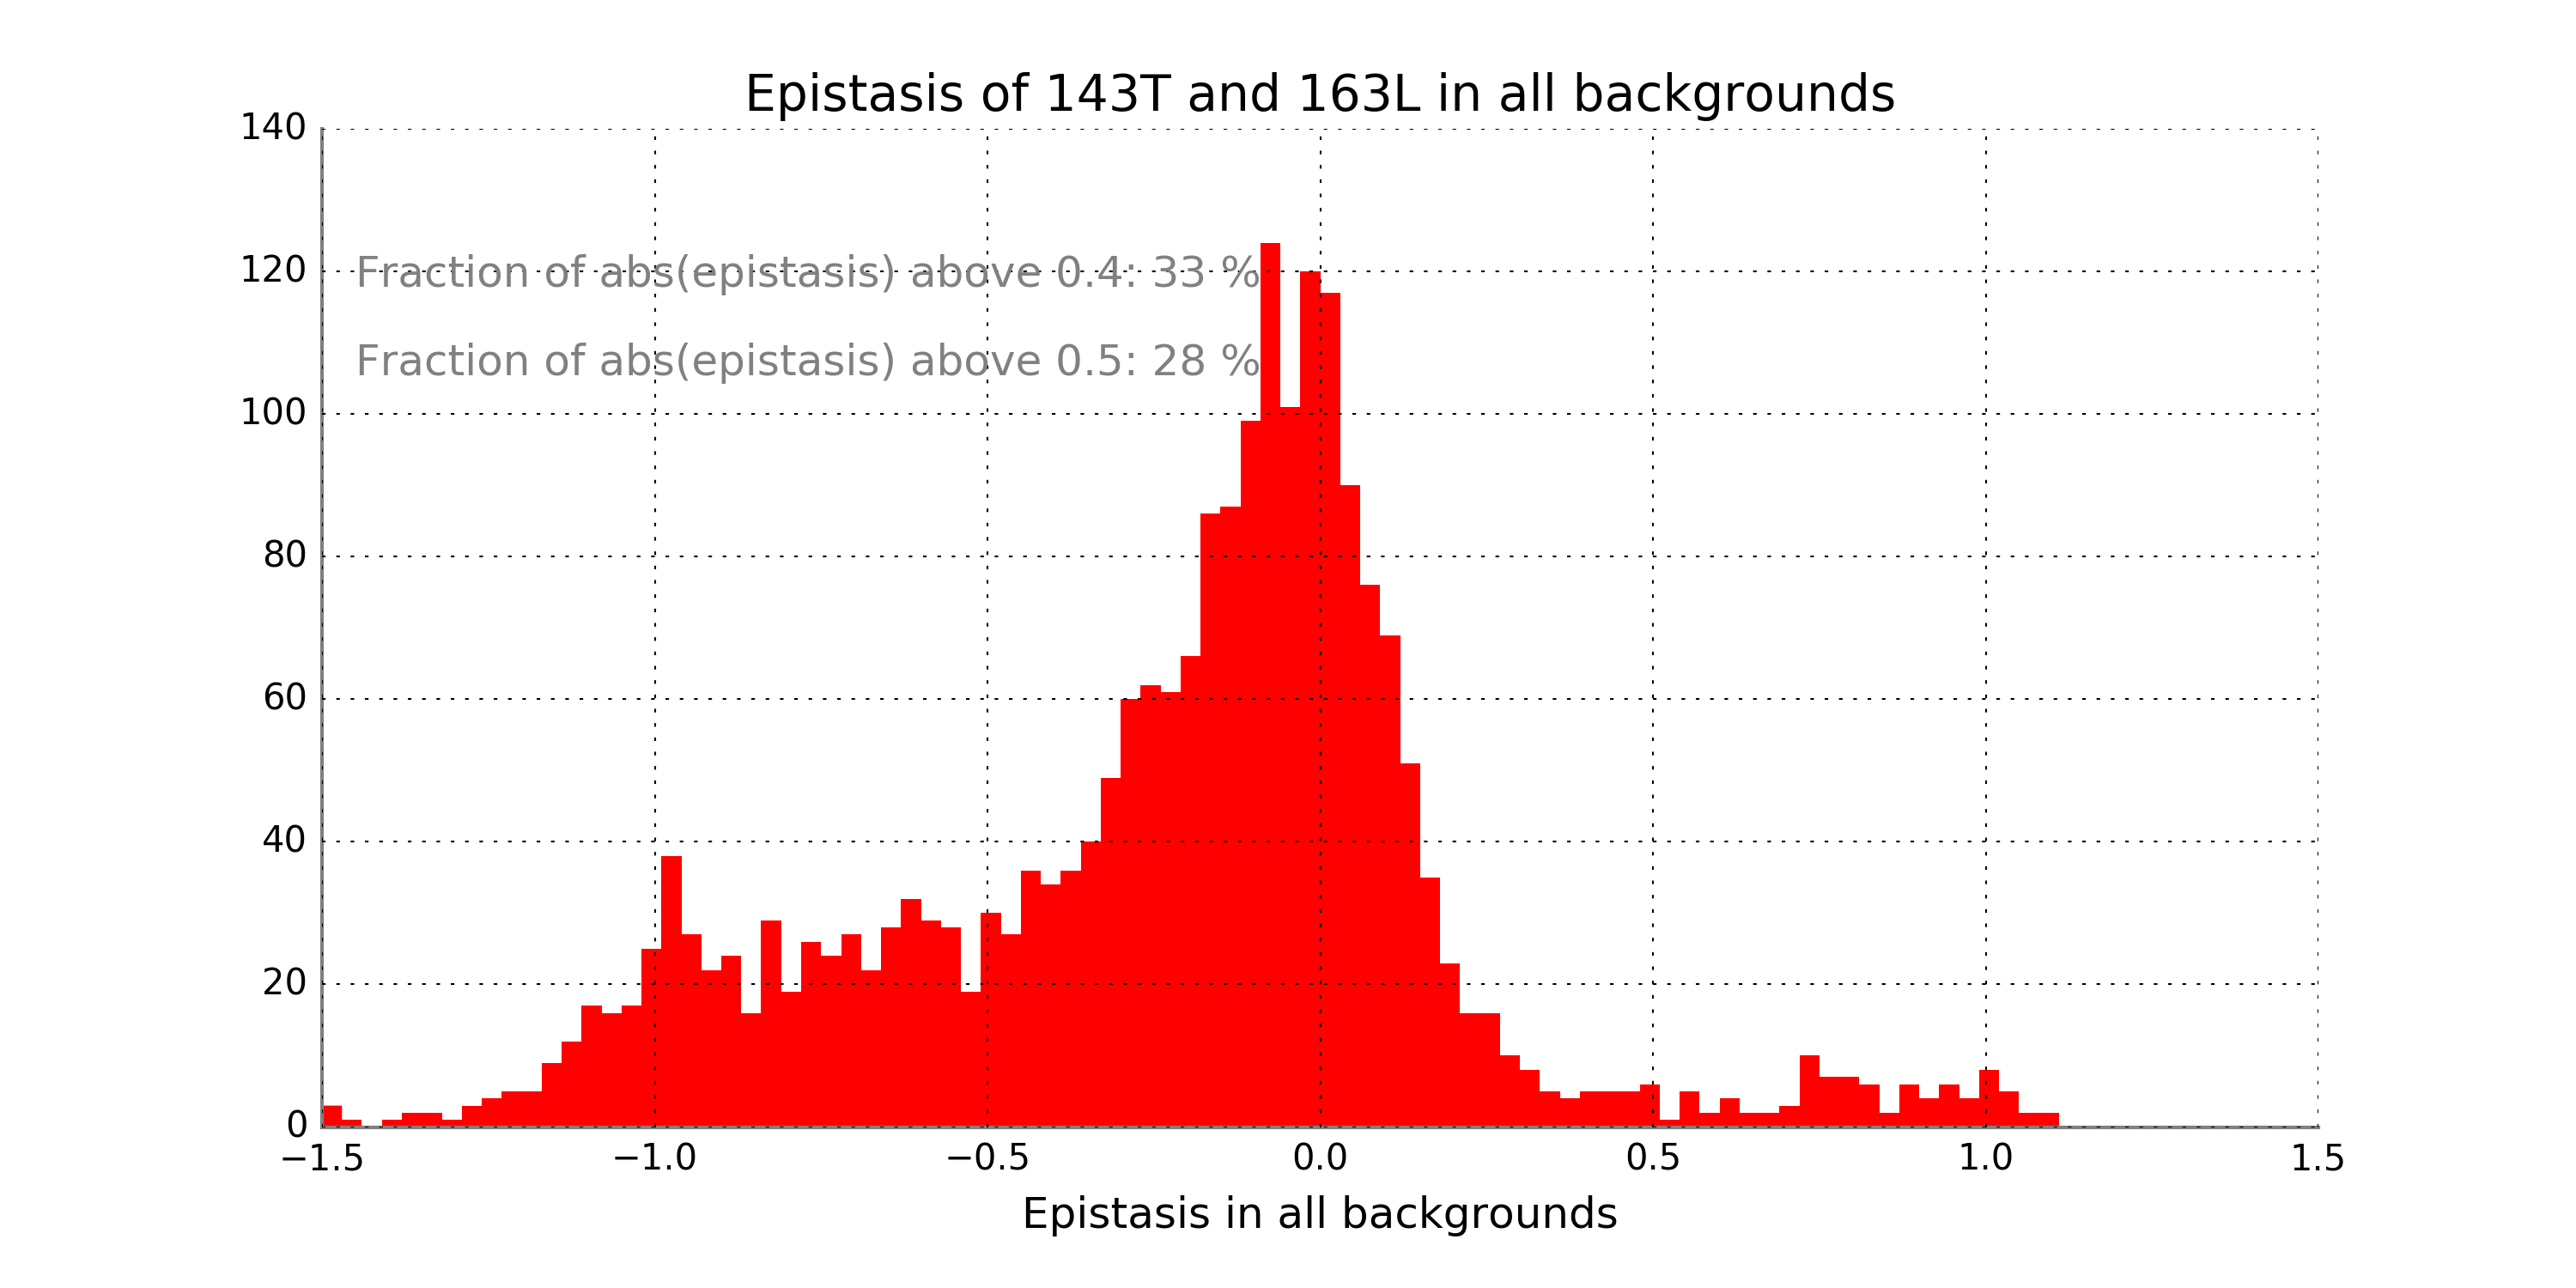 Epistasis of 143T and 163L in all backgrounds
140
120
100
80
60
40
20
0
Fraction of abs(epistasis) above 0.4: 33 %
Fraction of abs(epistasis) above 0.5: 28 %
−1.5 −1.0 −0.5 0.0 0.5 1.0 1.5
Epistasis in all backgrounds